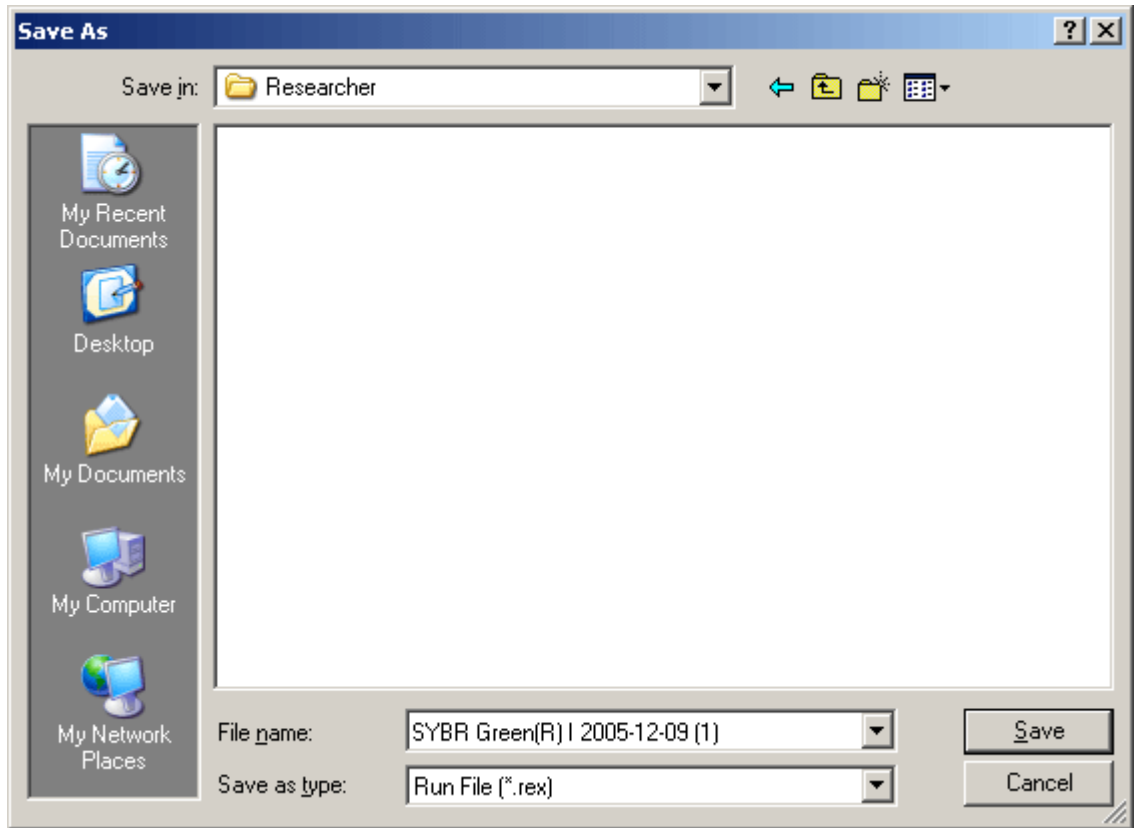 Save As
Save in:
Researcher
My Recent
Documents
Desktop
My Documents
My Computer
My Network
Places
File name:
SYBR Green(R) I 2005-12-09 (1)
Save
Save as type:
Run File (*.rex)
Cancel